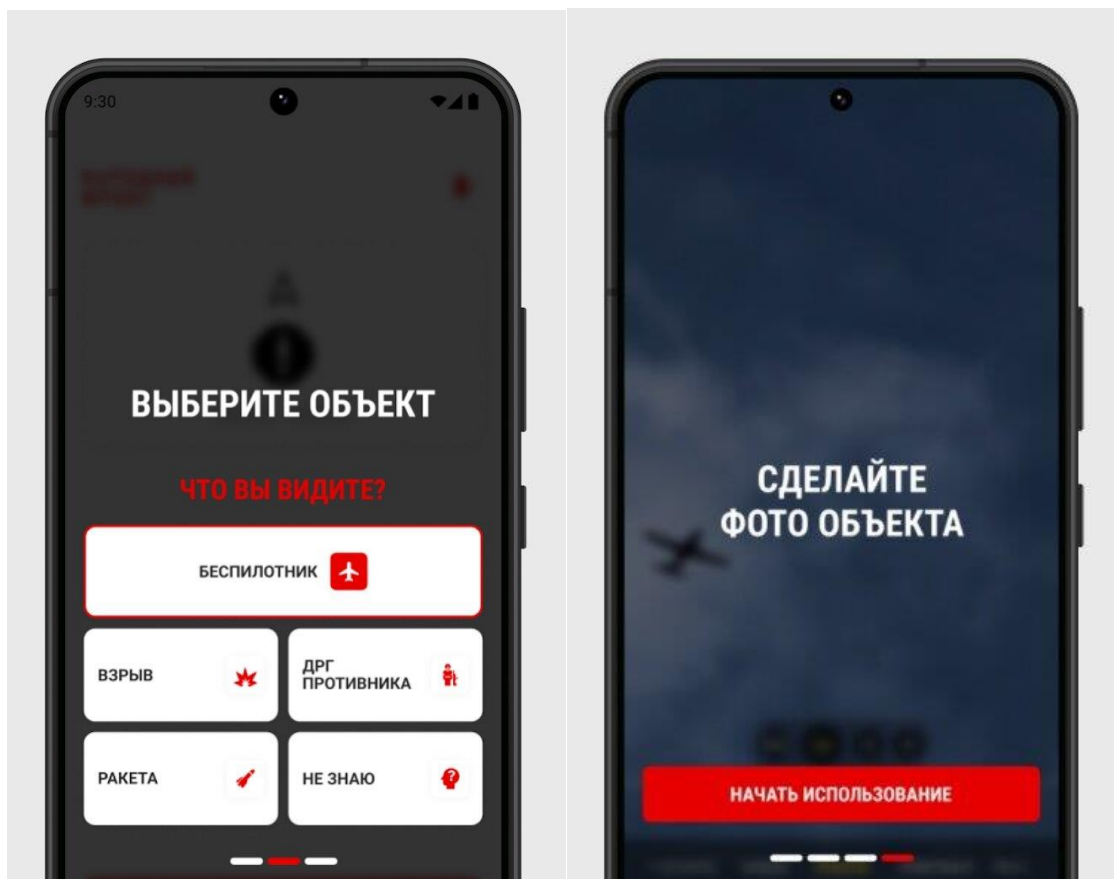 9:30
ВЫБЕРИТЕ ОБЪЕКТ
ЧТО ВЫ ВИДИТЕ?
БЕСПИЛОТНИК
ВЗРЫВ
ДРГ
ПРОТИВНИКА
РАКЕТА
НЕ ЗНАЮ
СДЕЛАЙТЕ
ФОТО ОБЪЕКТА
НАЧАТЬ ИСПОЛЬЗОВАНИЕ